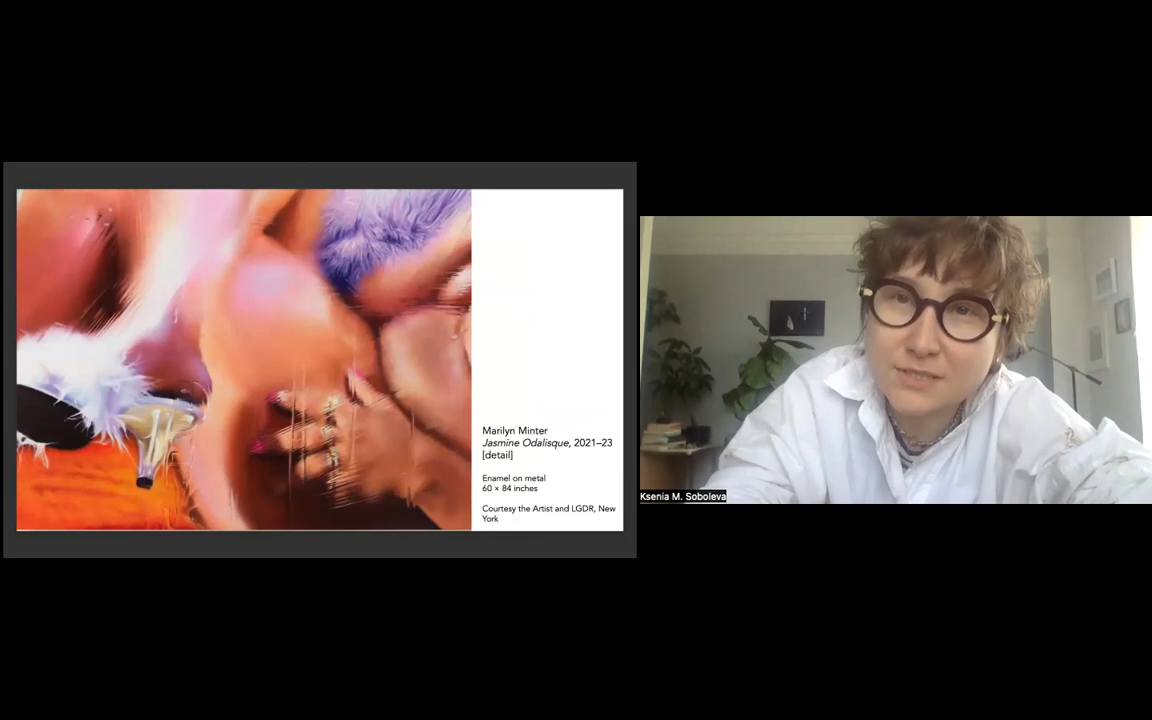 Marilyn Minter
Jasmine Odalisque, 2021–23
[detail]
Enamel on metal
60 × 84 inches
Courtesy the Artist and LGDR, New
York
Ksenia M. Soboleva